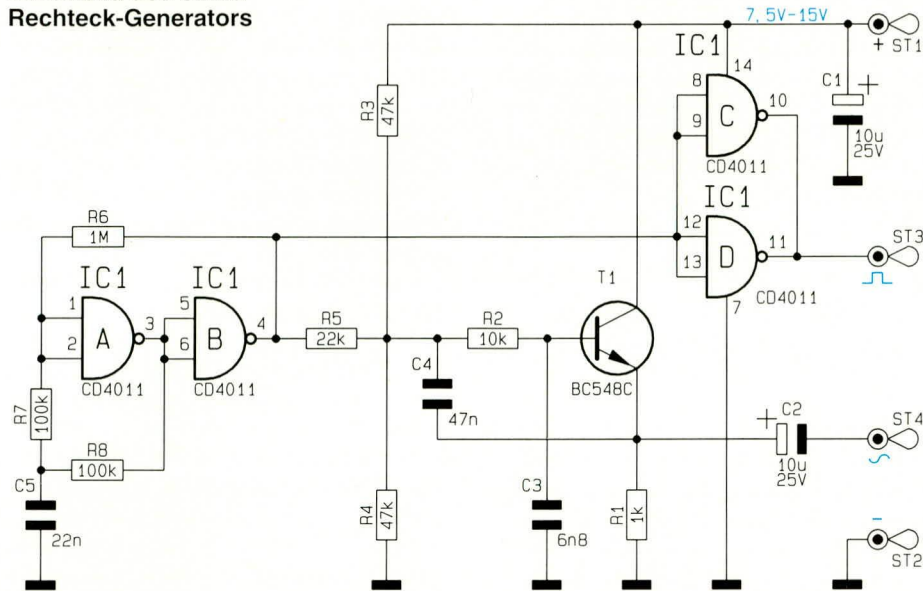 Rechteck-Generators
7,5V-15V
+ ST1
IC1
14
8
9
C
10
CD4011
C1 +
10u
25V
R3
47k
IC1
12
13
D
11
7
CD4011
ST3
R6
1M
IC1
1
2
A
3
CD4011
IC1
5
6
B
4
CD4011
R5
22k
R2
10k
T1
BC548C
C4
47n
R7
100k
R8
100k
C5
22n
R4
47k
C3
6n8
R1
1k
+ C2
10u
25V
ST4
-
ST2